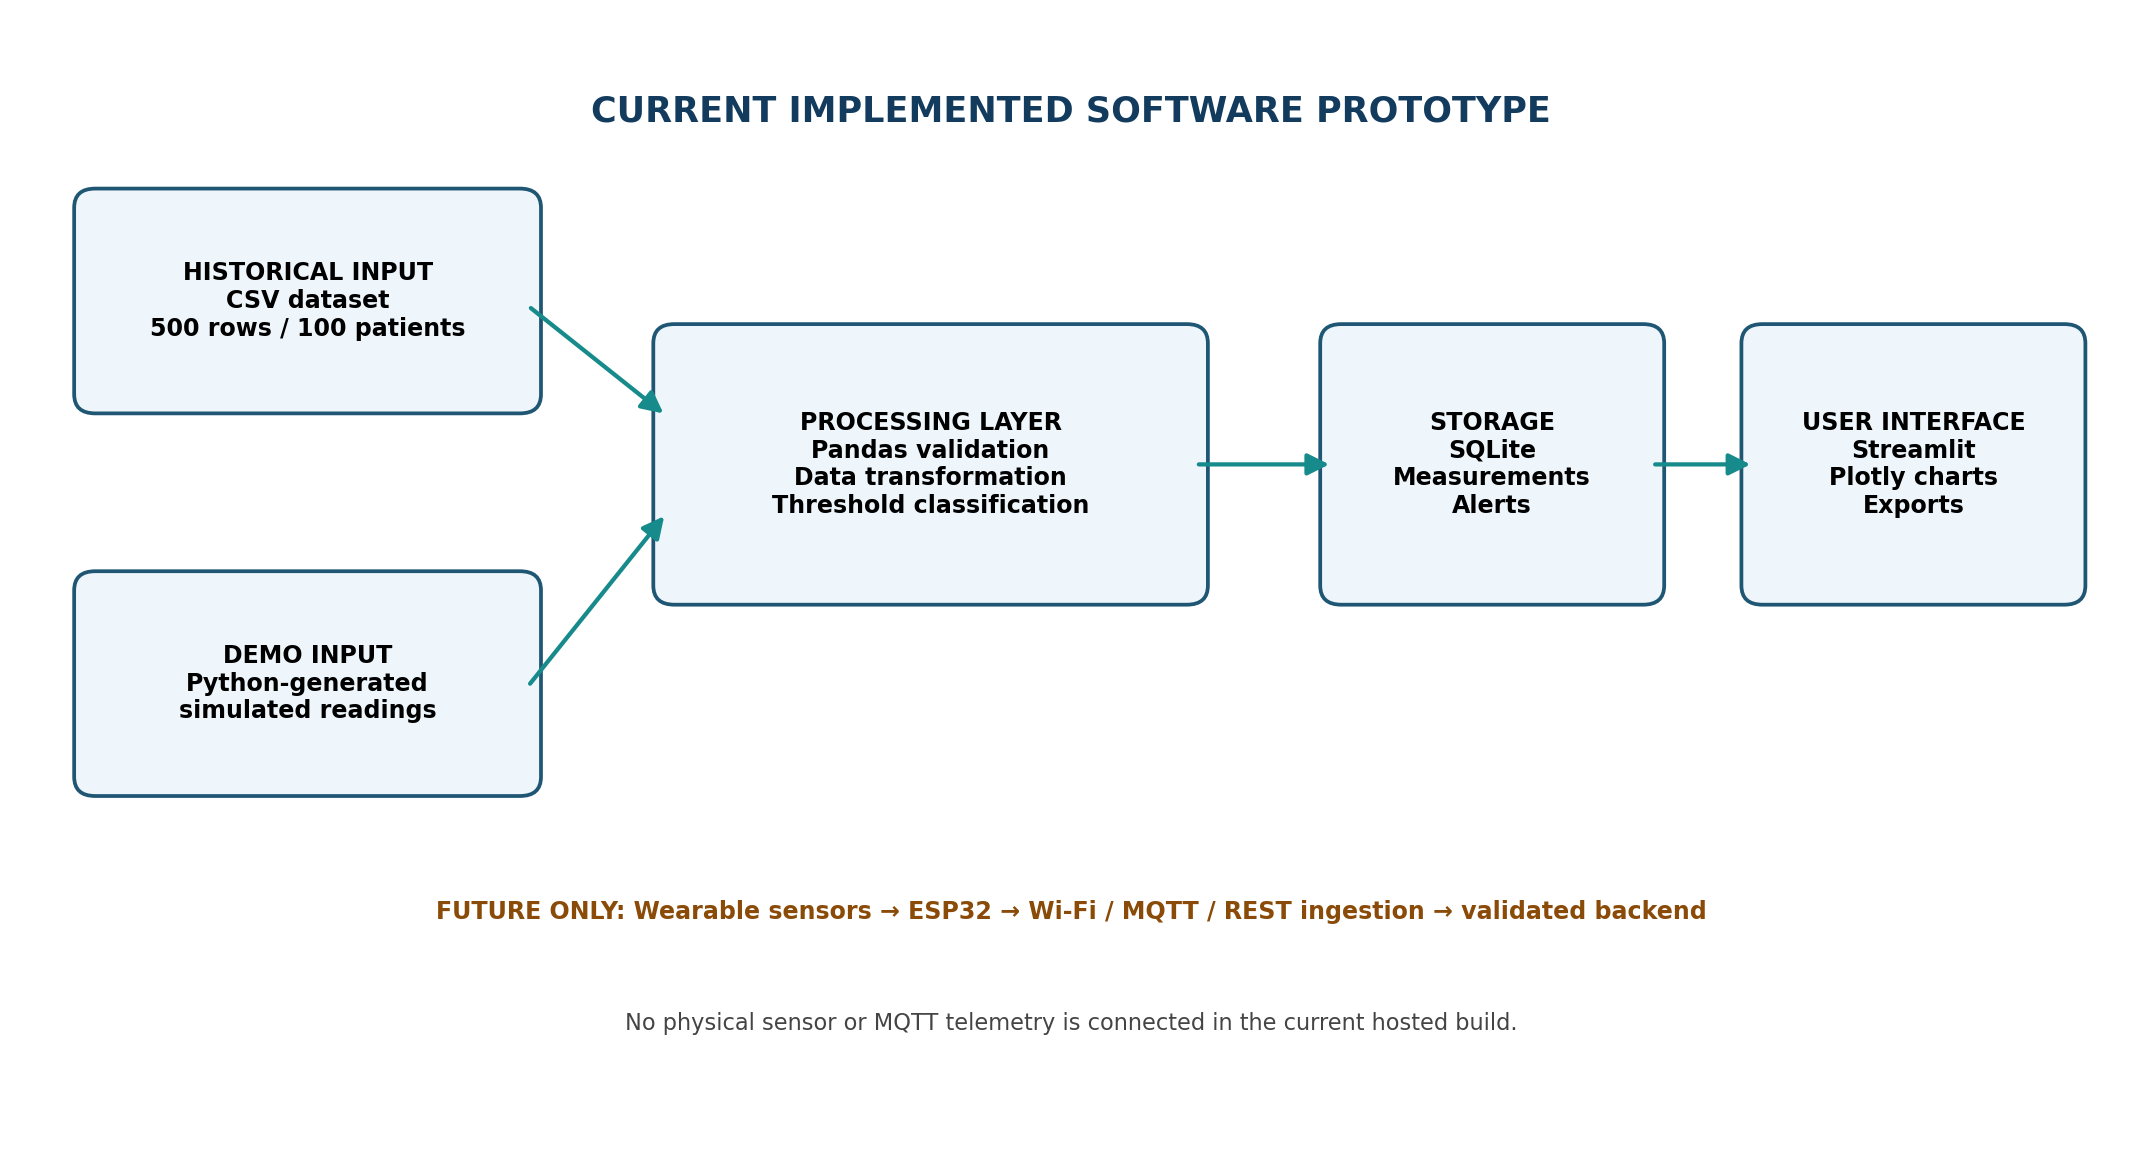 CURRENT IMPLEMENTED SOFTWARE PROTOTYPE
HISTORICAL INPUT
CSV dataset
500 rows / 100 patients
DEMO INPUT
Python-generated
simulated readings
PROCESSING LAYER
Pandas validation
Data transformation
Threshold classification
STORAGE
SQLite
Measurements
Alerts
USER INTERFACE
Streamlit
Plotly charts
Exports
FUTURE ONLY: Wearable sensors → ESP32 → Wi-Fi / MQTT / REST ingestion → validated backend
No physical sensor or MQTT telemetry is connected in the current hosted build.